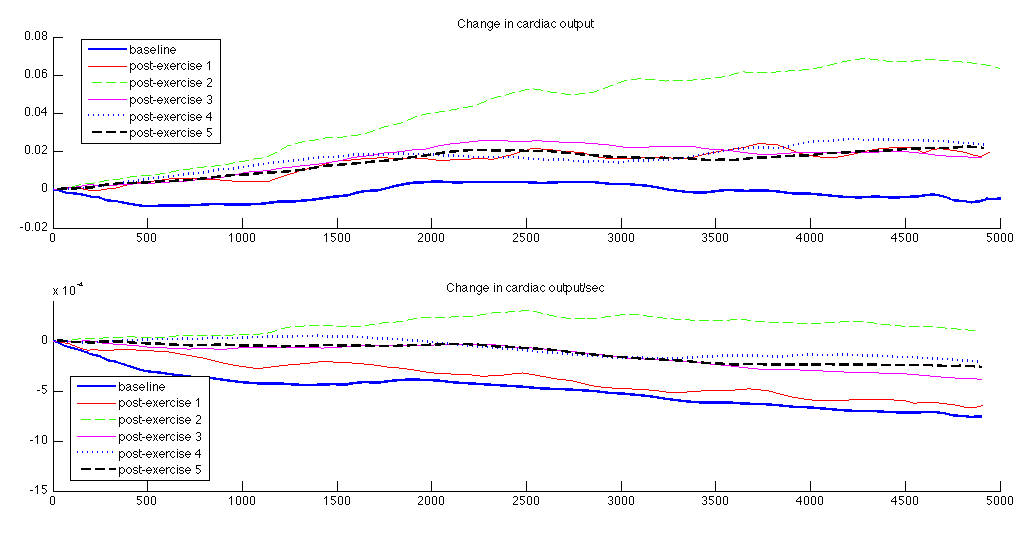 Change in cardiac output
0.08
0.06
0.04
0.02
0
-0.02
baseline
post-exercise 1
post-exercise 2
post-exercise 3
post-exercise 4
post-exercise 5
0 500 1000 1500 2000 2500 3000 3500 4000 4500 5000
Change in cardiac output/sec
x 10⁻⁴
0
-5
-10
-15
baseline
post-exercise 1
post-exercise 2
post-exercise 3
post-exercise 4
post-exercise 5
0 500 1000 1500 2000 2500 3000 3500 4000 4500 5000